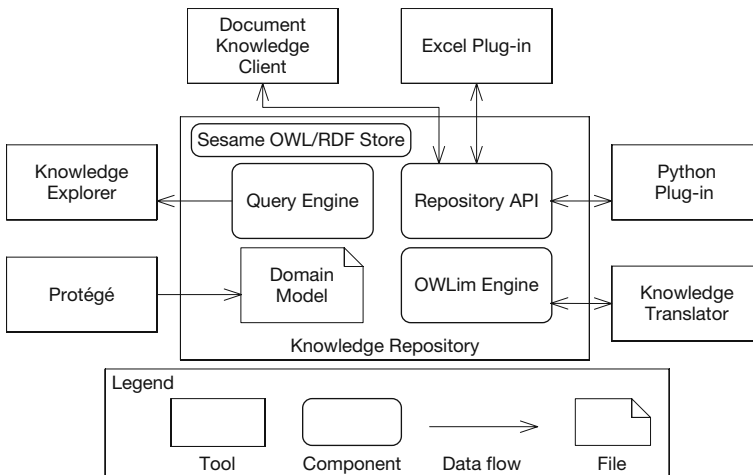 Document
Knowledge
Client
Excel Plug-in
Sesame OWL/RDF Store
Knowledge
Explorer
Query Engine
Repository API
Python
Plug-in
Protégé
Domain
Model
OWLim Engine
Knowledge
Translator
Knowledge Repository
Legend
Tool
Component
Data flow
File